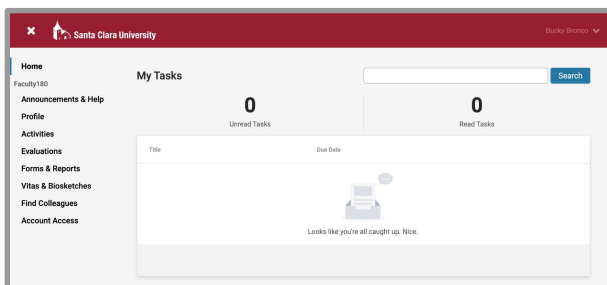 Santa Clara University
Bucky Bronco
Home
Faculty180
Announcements & Help
Profile
Activities
Evaluations
Forms & Reports
Vitas & Biosketches
Find Colleagues
Account Access
My Tasks
Search
0
Unread Tasks
0
Read Tasks
Title
Due Date
Looks like you're all caught up. Nice.